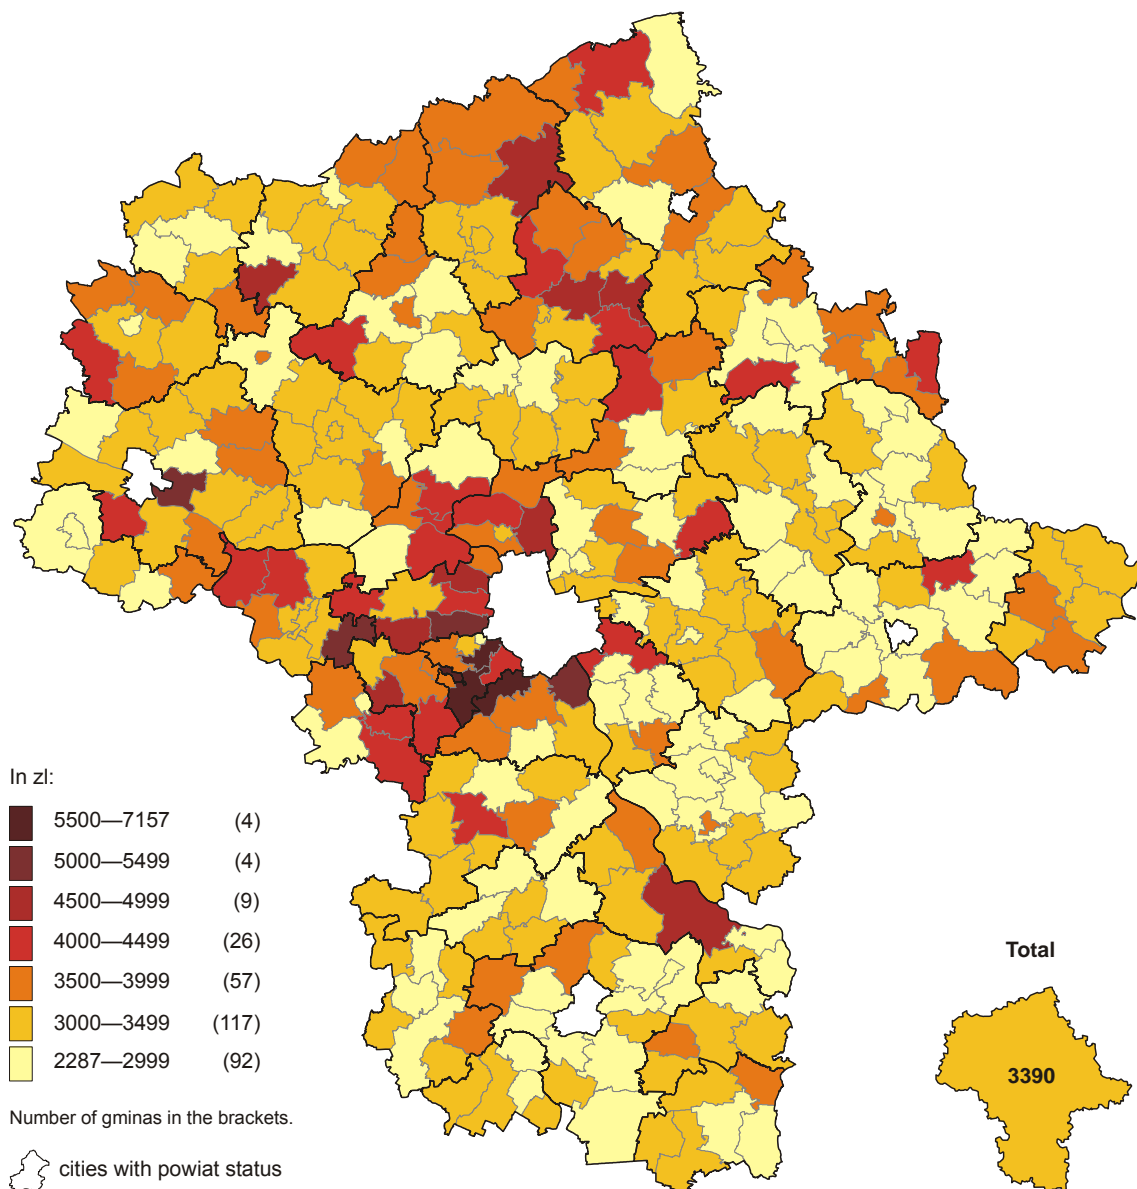 In zl:
5500—7157 (4)
5000—5499 (4)
4500—4999 (9)
4000—4499 (26)
3500—3999 (57)
3000—3499 (117)
2287—2999 (92)
Number of gminas in the brackets.
cities with powiat status
Total
3390